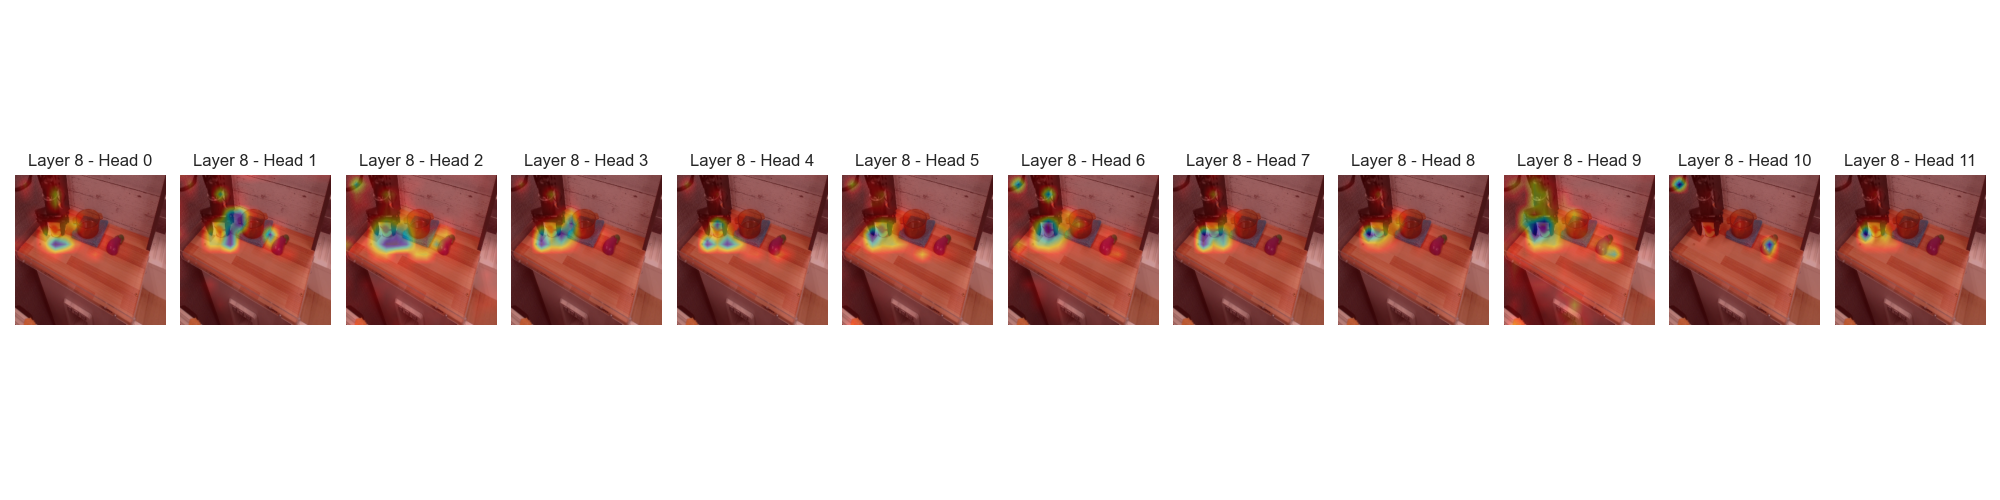 Layer 8 - Head 0
Layer 8 - Head 1
Layer 8 - Head 2
Layer 8 - Head 3
Layer 8 - Head 4
Layer 8 - Head 5
Layer 8 - Head 6
Layer 8 - Head 7
Layer 8 - Head 8
Layer 8 - Head 9
Layer 8 - Head 10
Layer 8 - Head 11